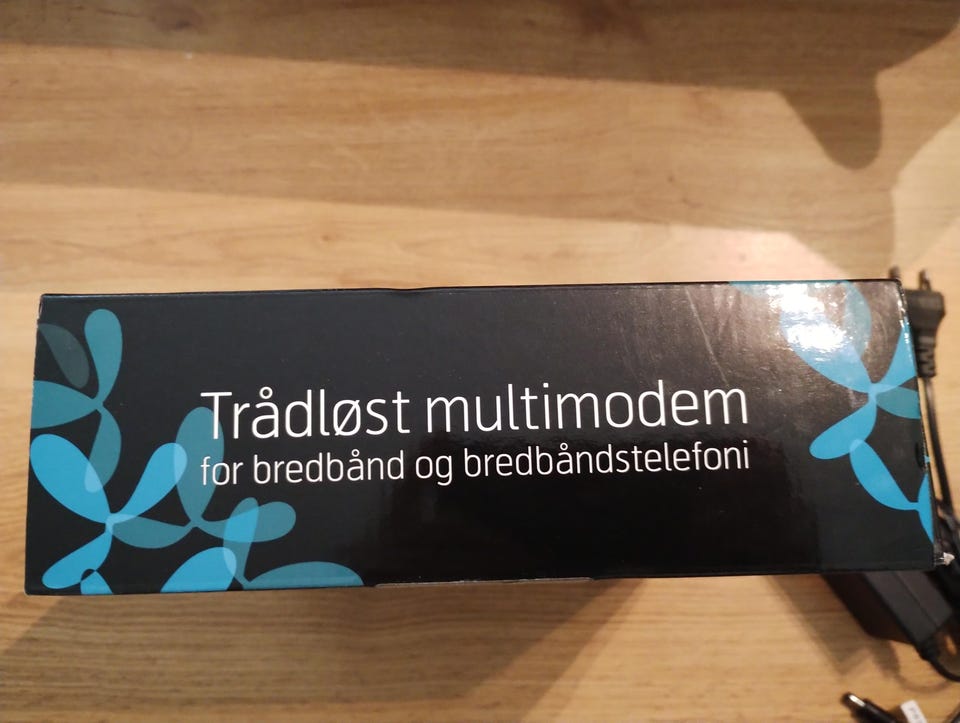 Trådløst multimodem
for bredbånd og bredbåndstelefoni